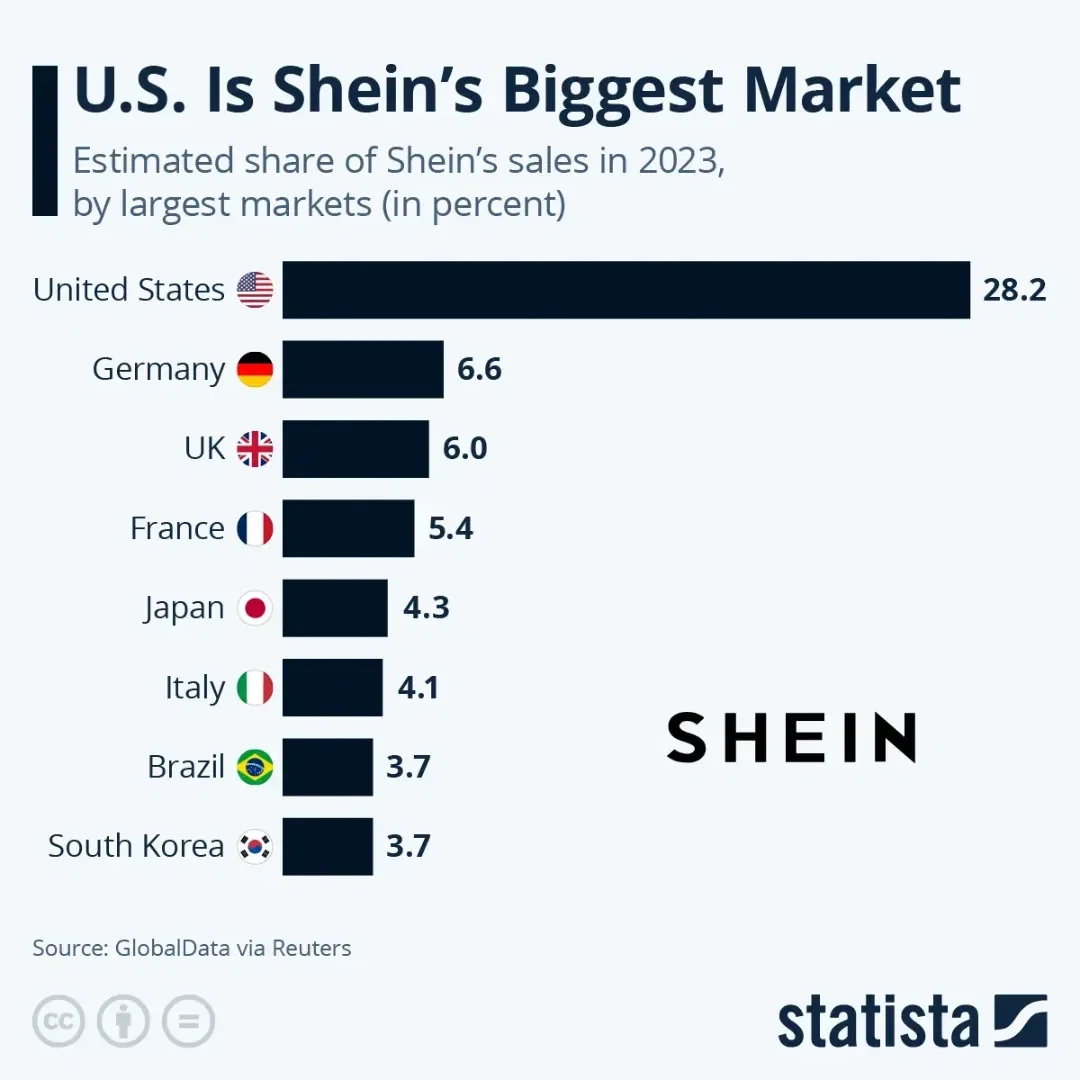 U.S. Is Shein's Biggest Market
Estimated share of Shein's sales in 2023,
by largest markets (in percent)
United States 28.2
Germany 6.6
UK 6.0
France 5.4
Japan 4.3
Italy 4.1
Brazil 3.7
South Korea 3.7
SHEIN
Source: GlobalData via Reuters
cc
statista